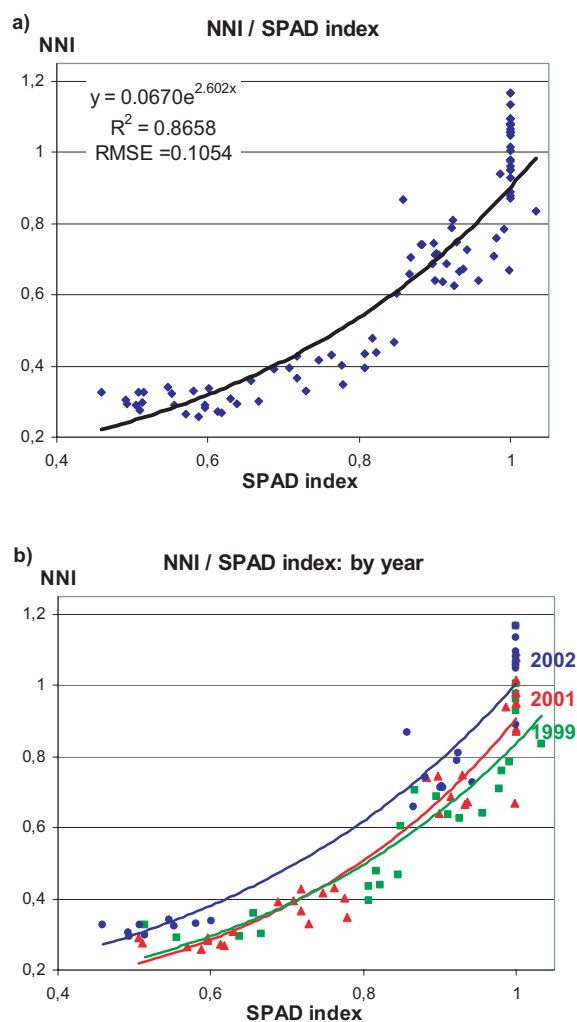 a)
NNI / SPAD index
NNI
y = 0.0670e^2.602x
R² = 0.8658
RMSE =0.1054
1,2
1
0,8
0,6
0,4
0,2
0,4 0,6 0,8 1
SPAD index
b)
NNI / SPAD index: by year
NNI
1,2
2002
1
2001
1999
0,8
0,6
0,4
0,2
0,4 0,6 0,8 1
SPAD index